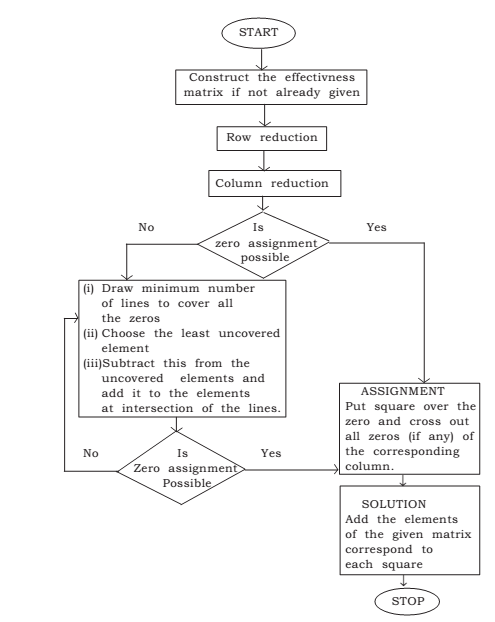 START
Construct the effectivness
matrix if not already given
Row reduction
Column reduction
Is
zero assignment
possible
No
Yes
(i) Draw minimum number
of lines to cover all
the zeros
(ii) Choose the least uncovered
element
(iii)Subtract this from the
uncovered elements and
add it to the elements
at intersection of the lines.
Is
Zero assignment
Possible
No
Yes
ASSIGNMENT
Put square over the
zero and cross out
all zeros (if any) of
the corresponding
column.
SOLUTION
Add the elements
of the given matrix
correspond to
each square
STOP